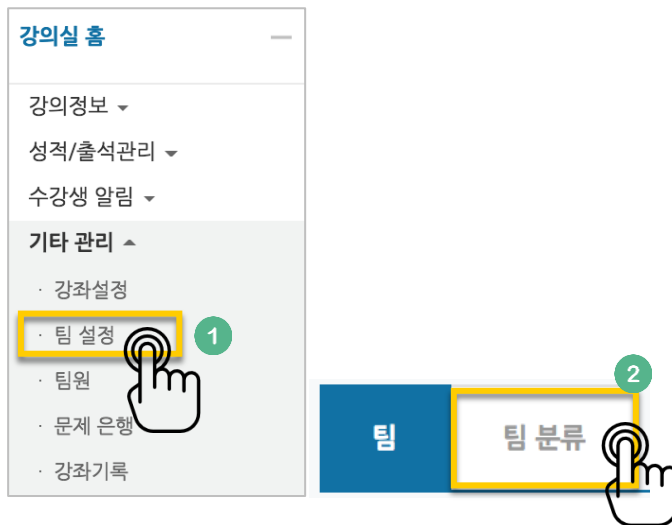 강의실 홈
강의정보
성적/출석관리
수강생 알림
기타 관리
· 강좌설정
· 팀 설정
1
· 팀원
· 문제 은행
· 강좌기록
2
팀
팀 분류